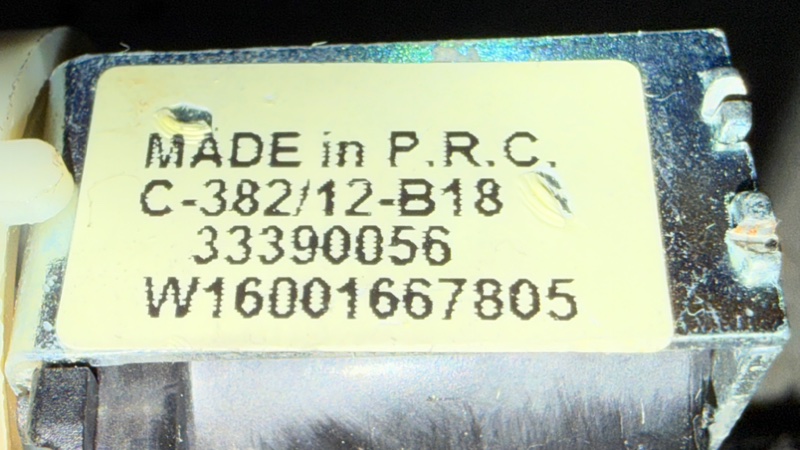 MADE in P.R.C.
C-382/12-B18
33390056
W16001667805